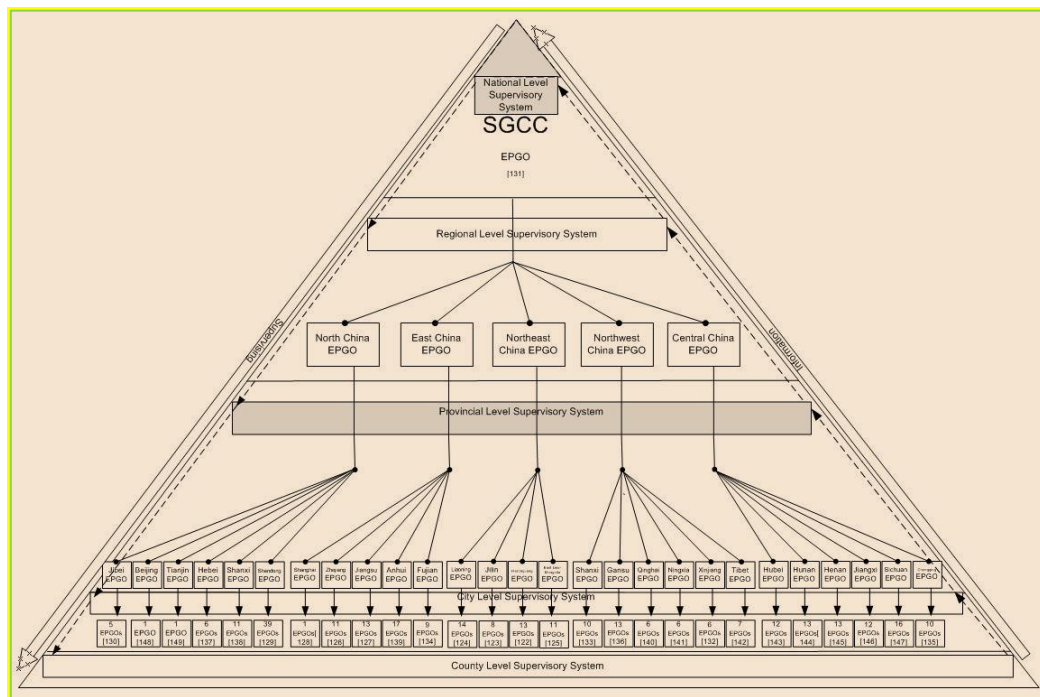 National Level
Supervisory
System
SGCC
EPGO
[131]
Regional Level Supervisory System
Supervising
Information
North China
EPGO
East China
EPGO
Northeast
China EPGO
Northwest
China EPGO
Central China
EPGO
Provincial Level Supervisory System
Jibei
EPGO
Beijing
EPGO
Tianjin
EPGO
Hebei
EPGO
Shanxi
EPGO
Shandong
EPGO
Shanghai
EPGO
Zhejiang
EPGO
Jiangsu
EPGO
Anhui
EPGO
Fujian
EPGO
Liaoning
EPGO
Jilin
EPGO
EPGO
EPGO
Shanxi
EPGO
Gansu
EPGO
Qinghai
EPGO
Ningxia
EPGO
Xinjiang
EPGO
Tibet
EPGO
Hubei
EPGO
Hunan
EPGO
Henan
EPGO
Jiangxi
EPGO
Sichuan
EPGO
EPGO
City Level Supervisory System
5
EPGOs
[130]
1
EPGO
[148]
1
EPGO
[149]
6
EPGOs
[137]
11
EPGOs
[138]
39
EPGOs
[129]
1
EPGOs[
128]
11
EPGOs
[126]
13
EPGOs
[127]
17
EPGOs
[139]
9
EPGOs
[134]
14
EPGOs
[124]
8
EPGOs
[123]
13
EPGOs
[122]
11
EPGOs
[125]
10
EPGOs
[133]
13
EPGOs
[136]
6
EPGOs
[140]
6
EPGOs
[141]
6
EPGOs
[132]
7
EPGOs
[142]
12
EPGOs
[143]
13
EPGOs[
144]
13
EPGOs
[145]
12
EPGOs
[146]
16
EPGOs
[147]
10
EPGOs
[135]
County Level Supervisory System